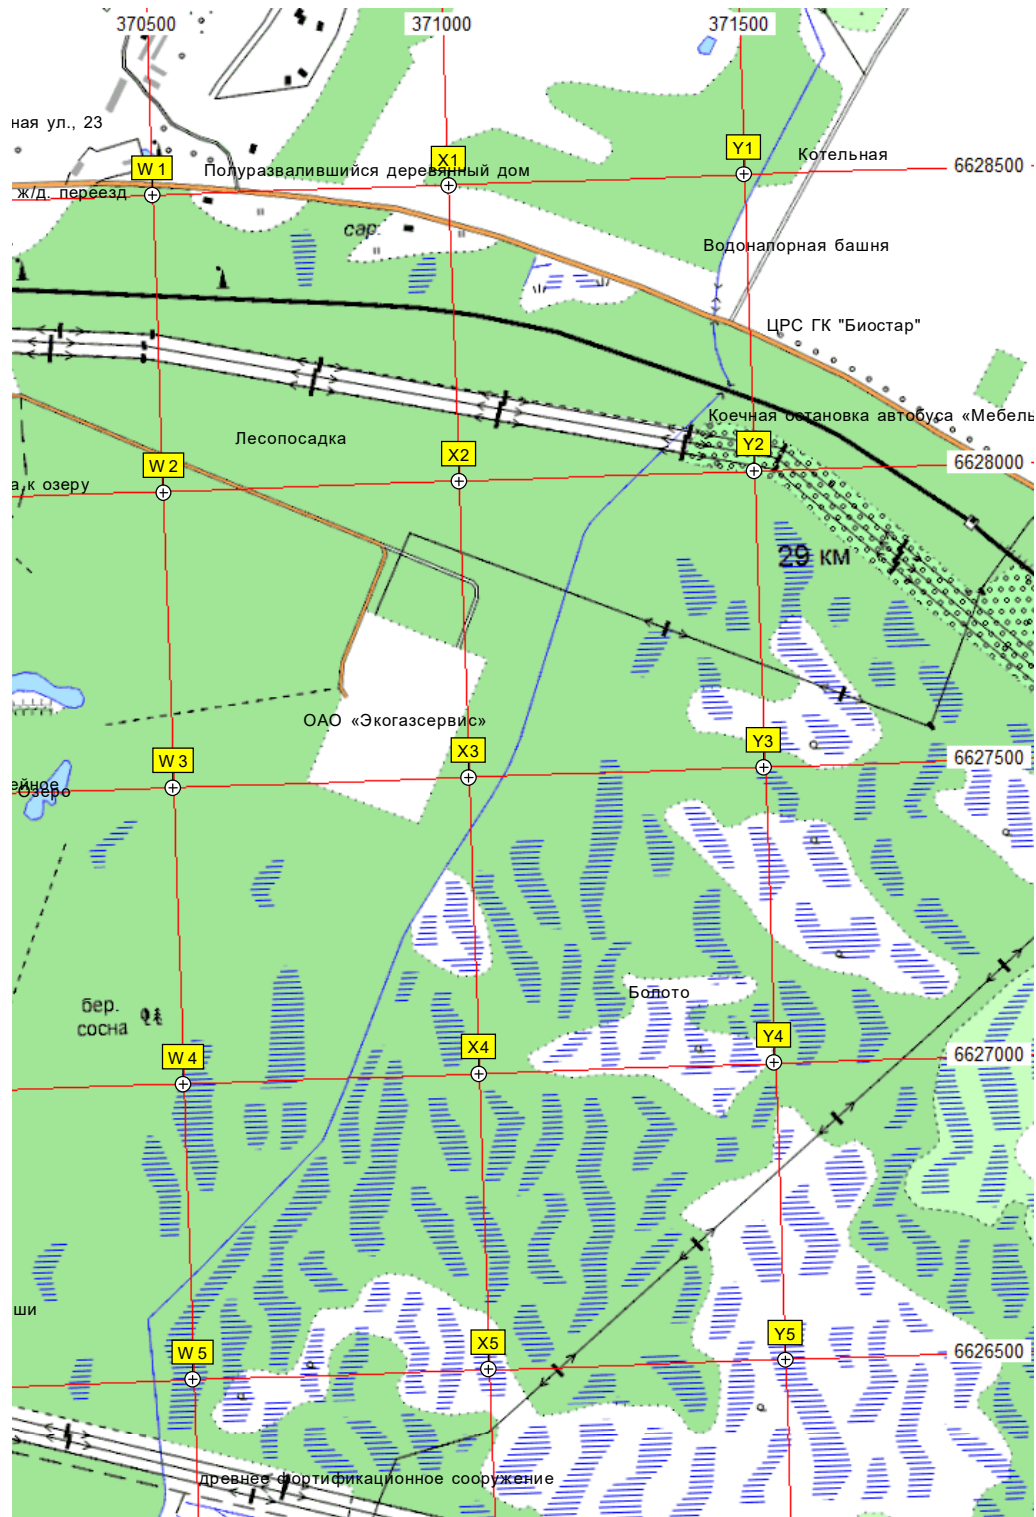 370500 371000 371500
ная ул., 23
W 1
X1
Y1
Котельная
6628500
Полуразвалившийся деревянный дом
ж/д. переезд
сар.
Водонапорная башня
ЦРС ГК "Биостар"
Коечная остановка автобуса «Мебель
Лесопосадка
W 2
X2
Y2
6628000
а к озеру
29 км
ОАО «Экогазсервис»
W 3
X3
Y3
6627500
ейное
Озеро
Болото
бер.
сосна
W 4
X4
Y4
6627000
ши
W 5
X5
Y5
6626500
древнее фортификационное сооружение